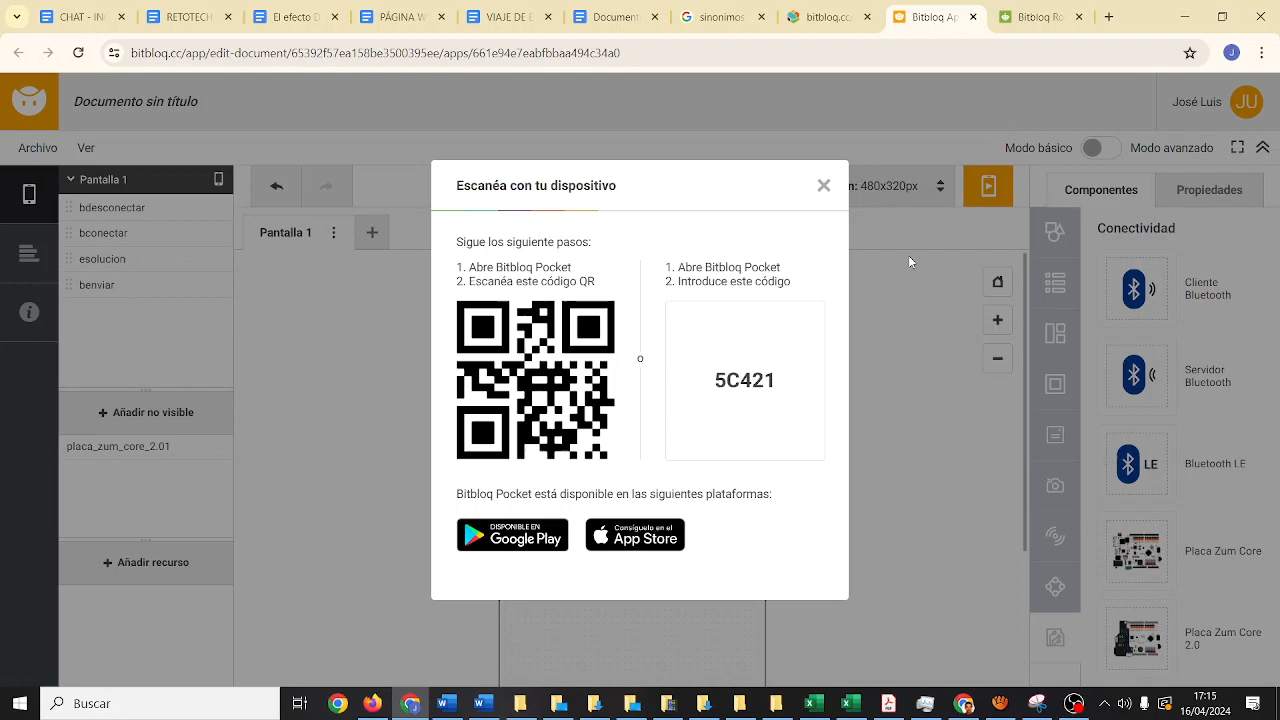 CHAT - INC
RETOTEC
El efecto
PÁGINA W
VIAJE DE
Document
sinonimos
bitbloq.cc
Bitbloq Ap
Bitbloq Ro
bitbloq.cc/app/edit-document/65392f57ea158be3500395ee/apps/661e94e7eabfbbaa494c34a0
J
Documento sin título
José Luis
JU
Archivo
Ver
Modo básico
Modo avanzado
Pantalla 1
bdesconectar
bconectar
esolucion
benviar
Añadir no visible
placa_zum_core_2.01
Añadir recurso
Pantalla 1
n: 480x320px
Escanéa con tu dispositivo
Sigue los siguiente pasos:
1. Abre Bitbloq Pocket
2. Escanéa este código QR
o
1. Abre Bitbloq Pocket
2. Introduce este código
5C421
Bitbloq Pocket está disponible en las siguientes plataformas:
DISPONIBLE EN
Google Play
Consíguelo en el
App Store
Componentes
Propiedades
Conectividad
Cliente
Bluetooth
Servidor
Bluetooth
LE
Bluetooth LE
Placa Zum Core
Placa Zum Core
2.0
Buscar
17:15
16/04/2024